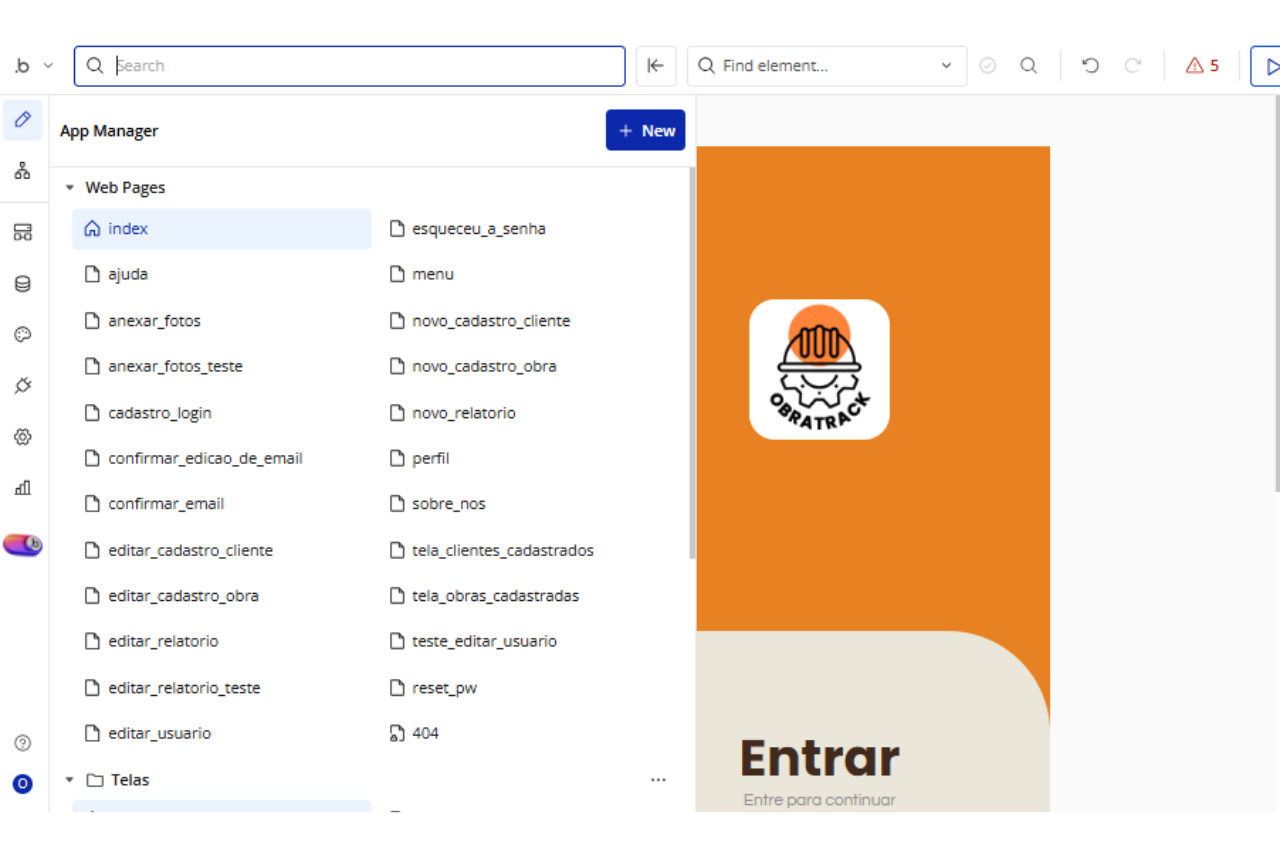 .b Search Find element... 5
App Manager + New
Web Pages
index esqueceu_a_senha
ajuda menu
anexar_fotos novo_cadastro_cliente
anexar_fotos_teste novo_cadastro_obra
cadastro_login novo_relatorio
confirmar_edicao_de_email perfil
confirmar_email sobre_nos
editar_cadastro_cliente tela_clientes_cadastrados
editar_cadastro_obra tela_obras_cadastradas
editar_relatorio teste_editar_usuario
editar_relatorio_teste reset_pw
editar_usuario 404
Telas ...
O
OBRATRACK
Entrar
Entre para continuar